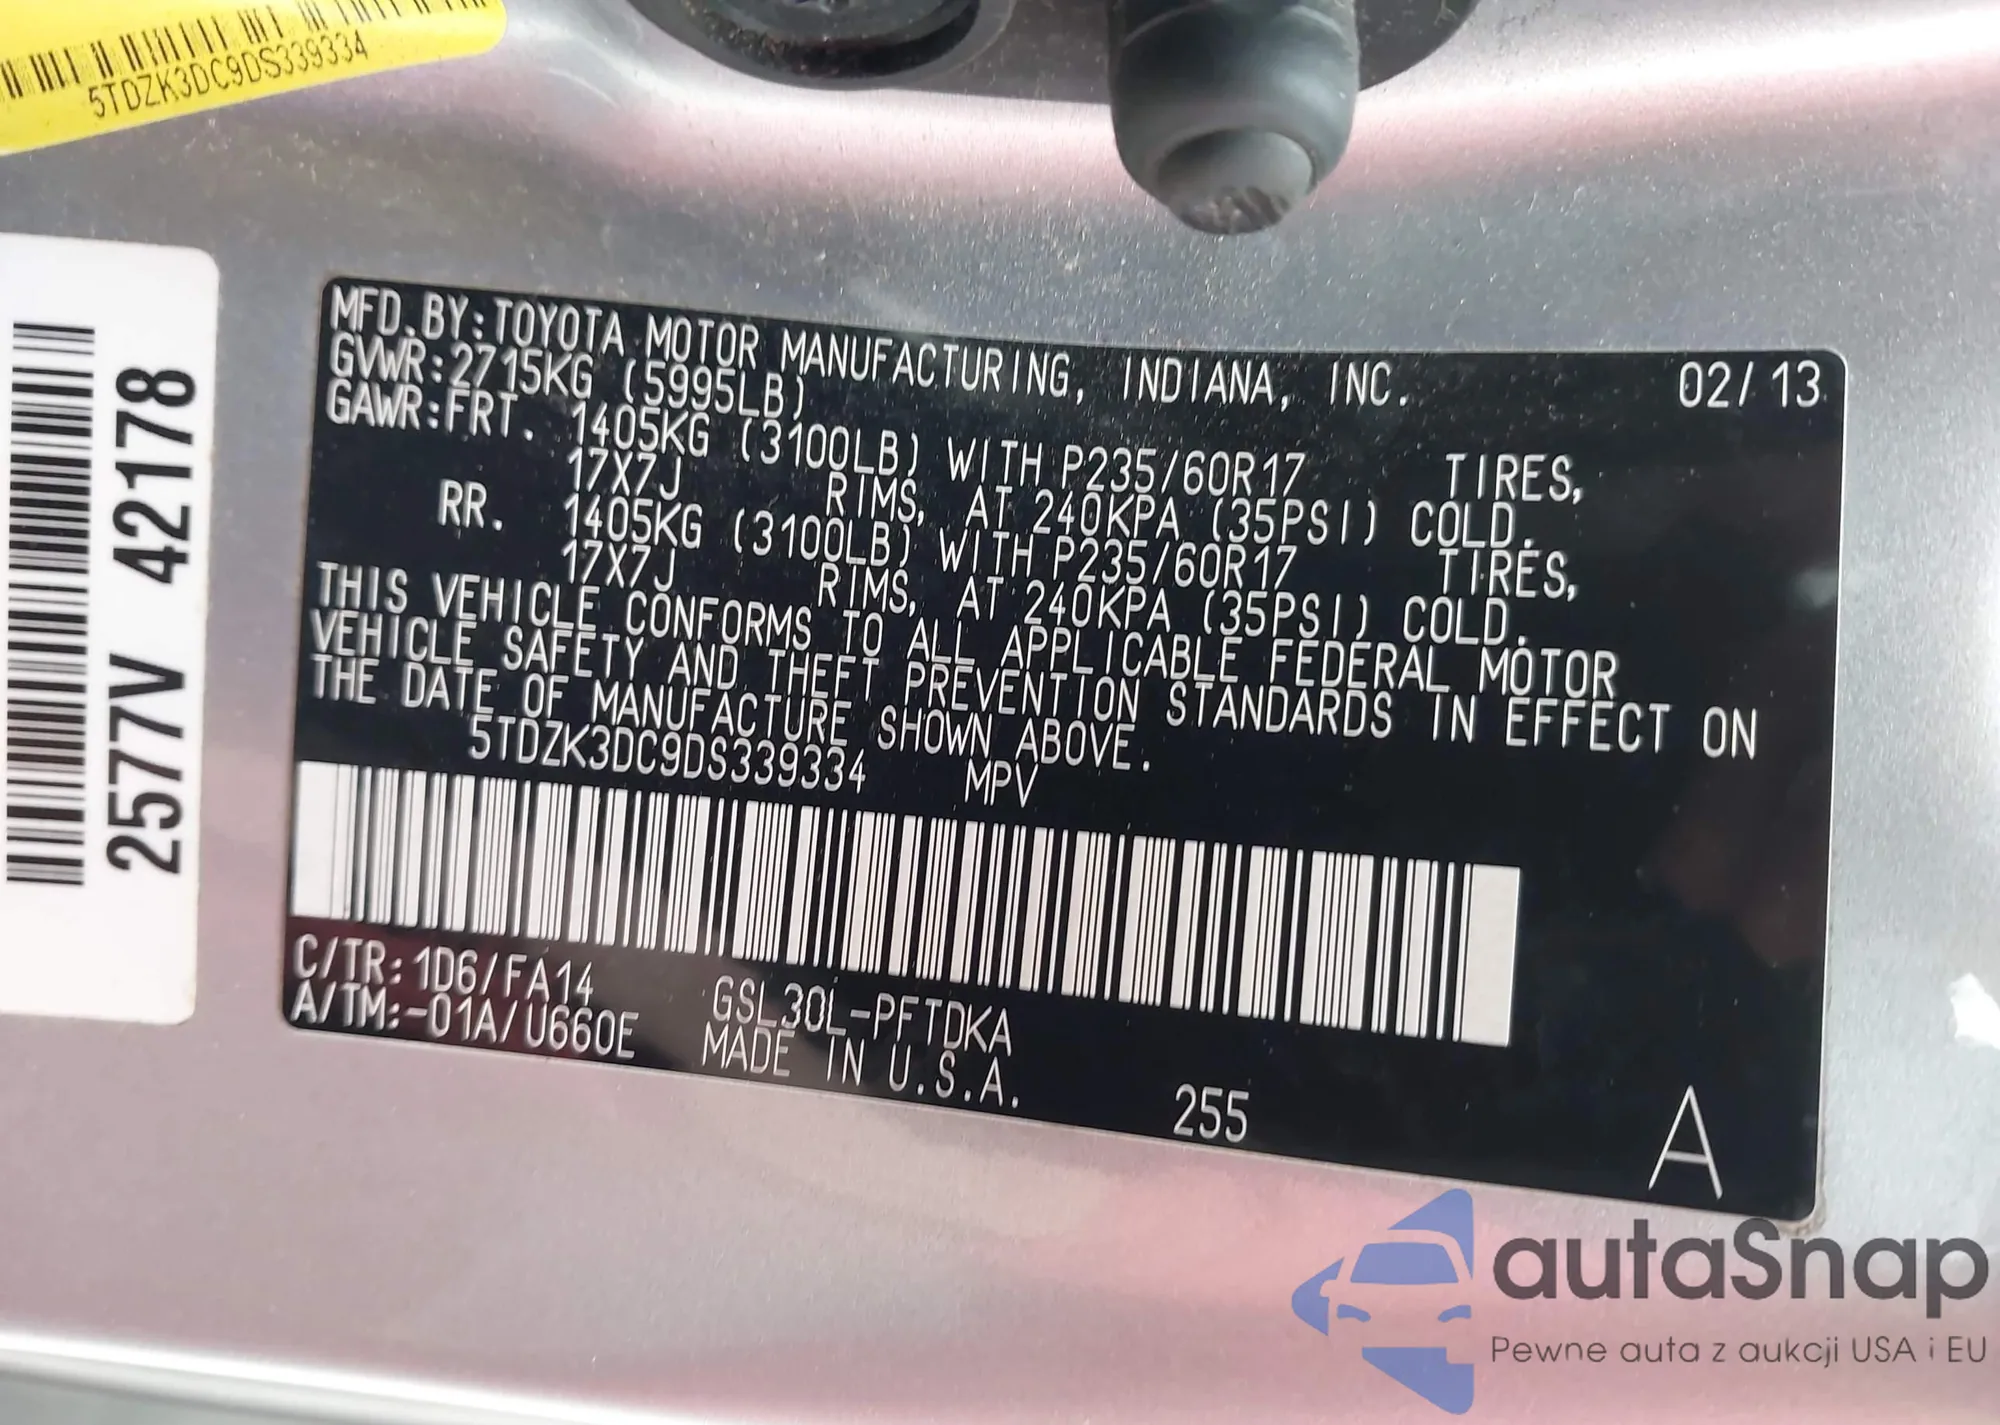 5TDZK3DC9DS339334
2577V 42178
MFD.BY:TOYOTA MOTOR MANUFACTURING, INDIANA, INC. 02/13
GVWR:2715KG (5995LB)
GAWR:FRT. 1405KG (3100LB) WITH P235/60R17 TIRES,
17X7J RIMS, AT 240KPA (35PSI) COLD.
RR. 1405KG (3100LB) WITH P235/60R17 TIRES,
17X7J RIMS, AT 240KPA (35PSI) COLD.
THIS VEHICLE CONFORMS TO ALL APPLICABLE FEDERAL MOTOR
VEHICLE SAFETY AND THEFT PREVENTION STANDARDS IN EFFECT ON
THE DATE OF MANUFACTURE SHOWN ABOVE.
5TDZK3DC9DS339334 MPV
C/TR:1D6/FA14 GSL30L-PFTDKA
A/TM:-01A/U660E MADE IN U.S.A.
255 A
autaSnap
Pewne auta z aukcji USA i EU